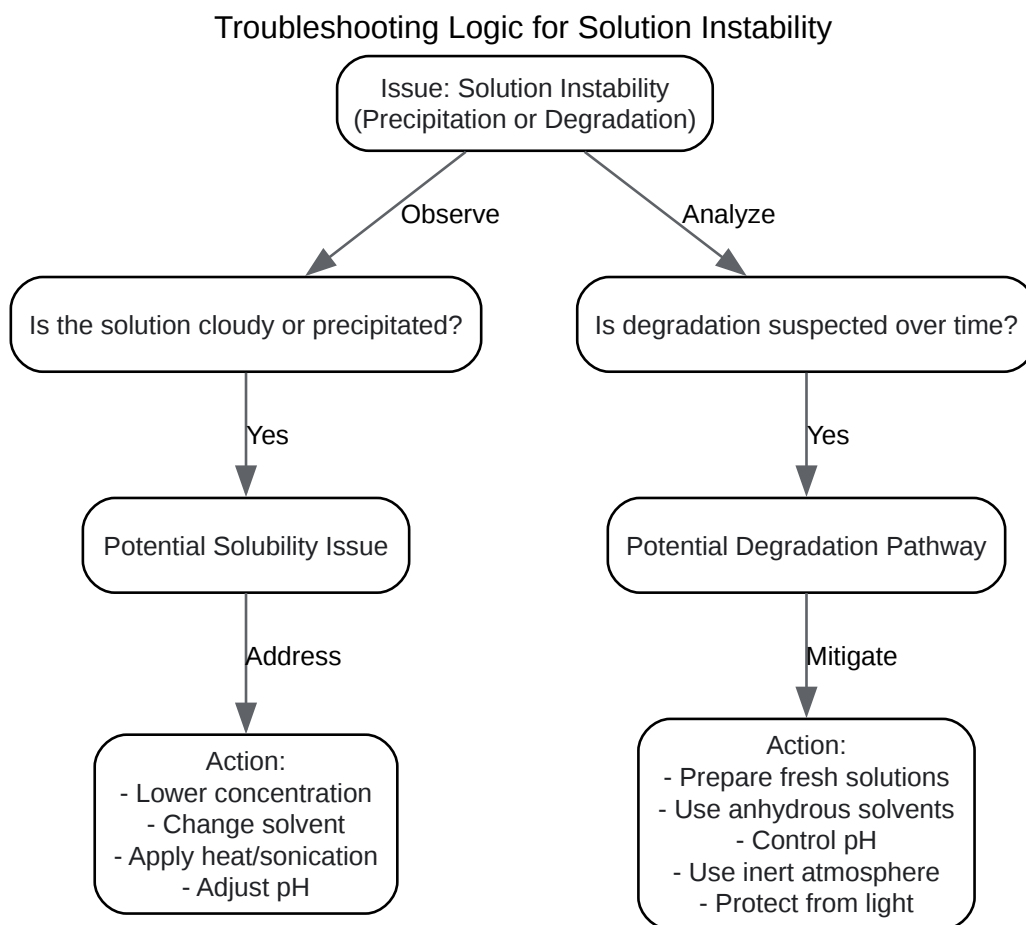 Troubleshooting Logic for Solution Instability
Issue: Solution Instability
(Precipitation or Degradation)
Observe
Analyze
Is the solution cloudy or precipitated?
Is degradation suspected over time?
Yes
Yes
Potential Solubility Issue
Potential Degradation Pathway
Address
Mitigate
Action:
- Lower concentration
- Change solvent
- Apply heat/sonication
- Adjust pH
Action:
- Prepare fresh solutions
- Use anhydrous solvents
- Control pH
- Use inert atmosphere
- Protect from light